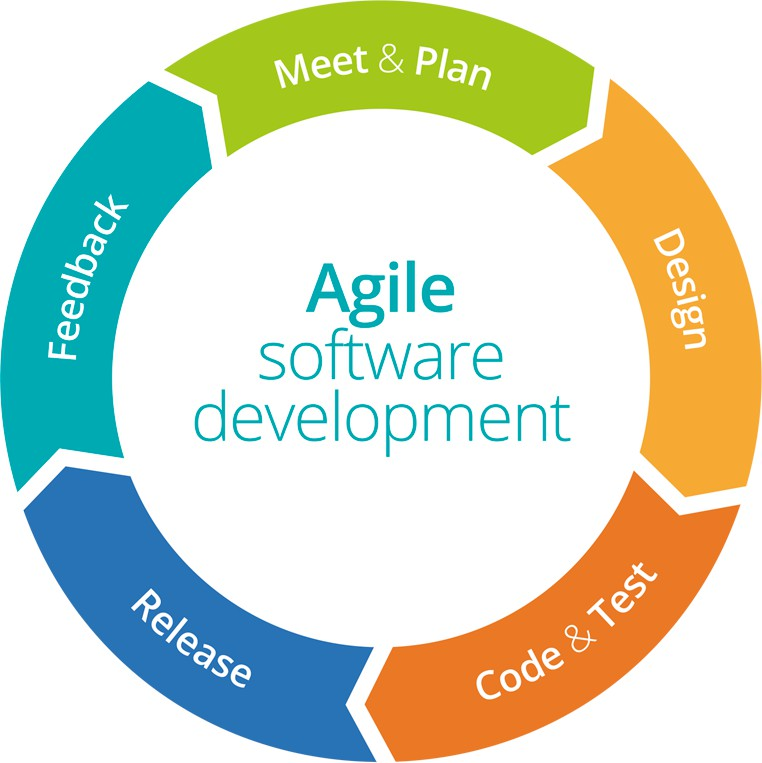 Meet & Plan
Design
Code & Test
Release
Feedback
Agile
software
development